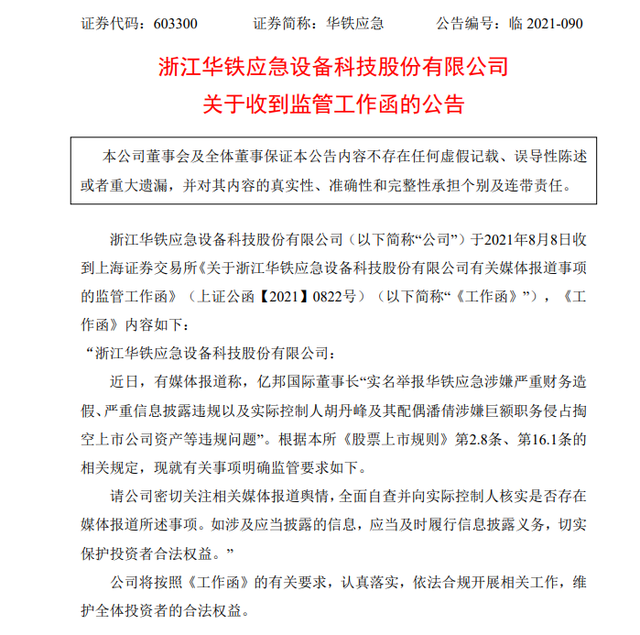 证券代码：603300 证券简称：华铁应急 公告编号：临 2021-090
浙江华铁应急设备科技股份有限公司
关于收到监管工作函的公告
本公司董事会及全体董事保证本公告内容不存在任何虚假记载、误导性陈述
或者重大遗漏，并对其内容的真实性、准确性和完整性承担个别及连带责任。
浙江华铁应急设备科技股份有限公司（以下简称“公司”）于2021年8月8日收
到上海证券交易所《关于浙江华铁应急设备科技股份有限公司有关媒体报道事项
的监管工作函》（上证公函【2021】0822号）（以下简称“《工作函》”），《工
作函》内容如下：
“浙江华铁应急设备科技股份有限公司：
近日，有媒体报道称，亿邦国际董事长“实名举报华铁应急涉嫌严重财务造
假、严重信息披露违规以及实际控制人胡丹峰及其配偶潘倩涉嫌巨额职务侵占掏
空上市公司资产等违规问题”。根据本所《股票上市规则》第2.8条、第16.1条的
相关规定，现就有关事项明确监管要求如下。
请公司密切关注相关媒体报道舆情，全面自查并向实际控制人核实是否存在
媒体报道所述事项。如涉及应当披露的信息，应当及时履行信息披露义务，切实
保护投资者合法权益。”
公司将按照《工作函》的有关要求，认真落实，依法合规开展相关工作，维
护全体投资者的合法权益。